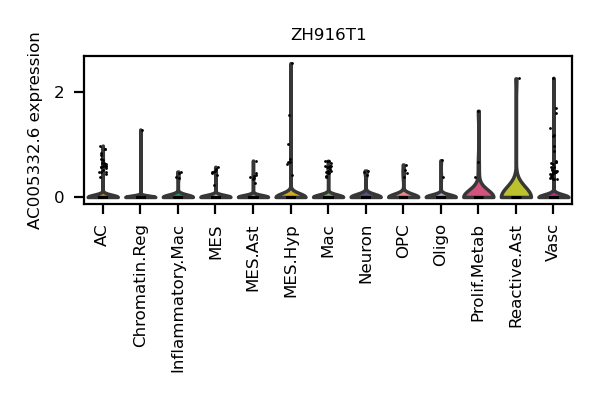 ZH916T1
AC005332.6 expression
2
0
AC
Chromatin.Reg
Inflammatory.Mac
MES
MES.Ast
MES.Hyp
Mac
Neuron
OPC
Oligo
Prolif.Metab
Reactive.Ast
Vasc